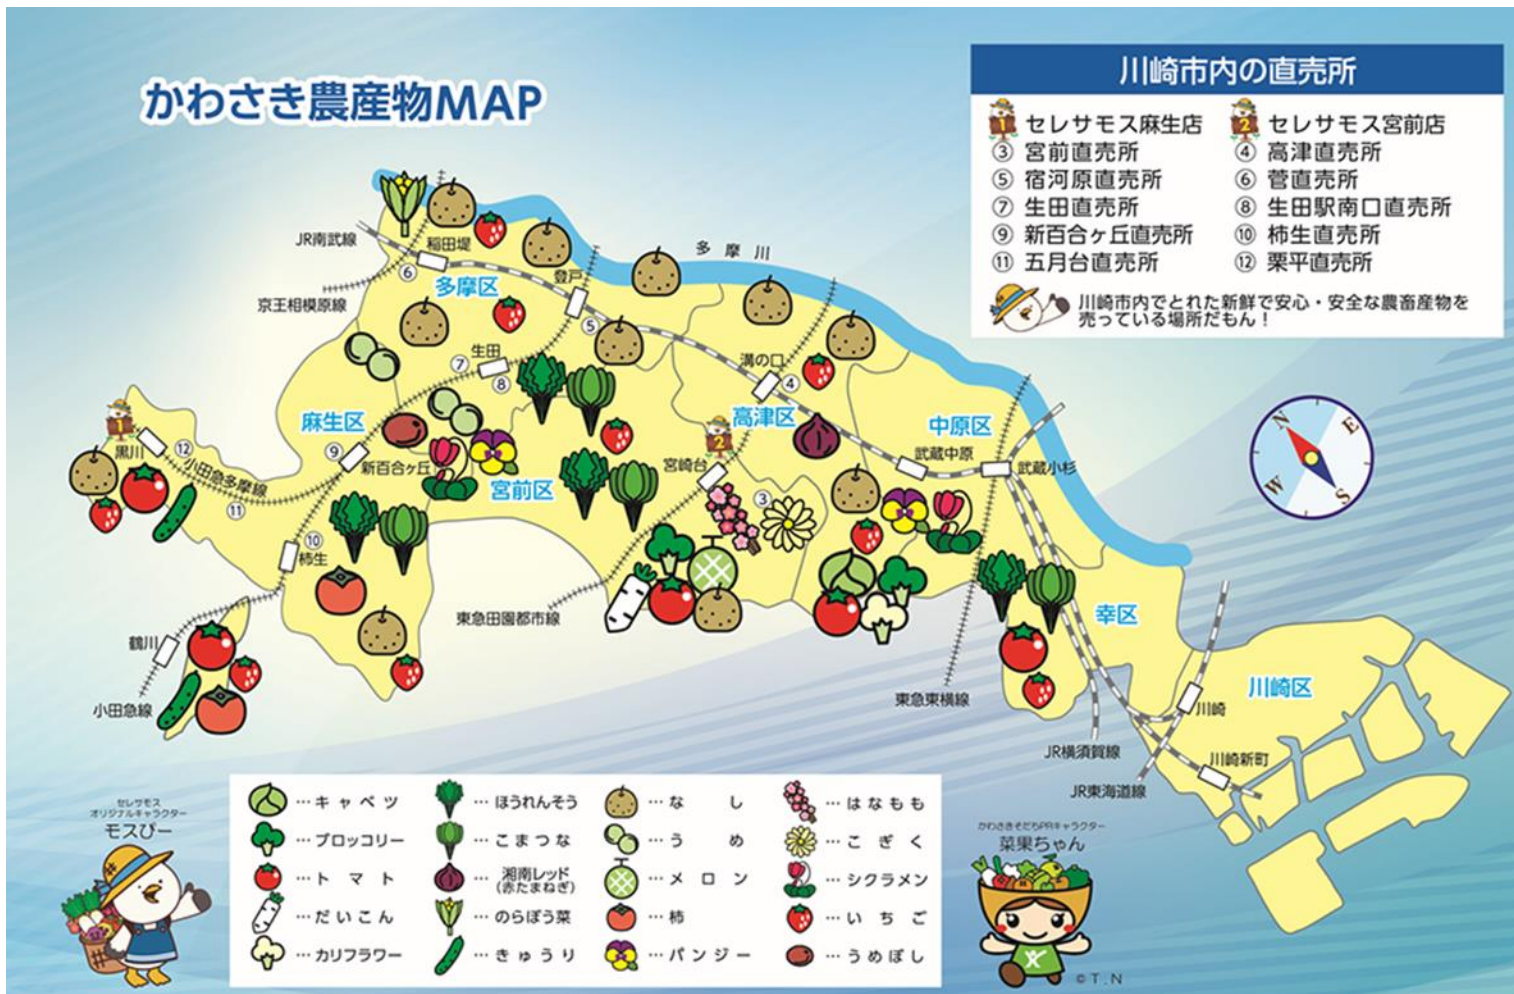 かわさき農産物MAP
川崎市内の直売所
1 セレサモス麻生店
2 セレサモス宮前店
③ 宮前直売所
④ 高津直売所
⑤ 宿河原直売所
⑥ 菅直売所
⑦ 生田直売所
⑧ 生田駅南口直売所
⑨ 新百合ヶ丘直売所
⑩ 柿生直売所
⑪ 五月台直売所
⑫ 栗平直売所
川崎市内でとれた新鮮で安心・安全な農畜産物を
売っている場所だもん！
JR南武線
稲田堤
⑥
多摩川
登戸
多摩区
京王相模原線
⑤
生田
⑦
⑧
溝の口
④
高津区
麻生区
中原区
1
黒川
⑫
小田急多摩線
⑪
⑨
新百合ヶ丘
宮前区
2
宮崎台
③
武蔵中原
武蔵小杉
N
E
S
W
⑩
柿生
東急田園都市線
幸区
鶴川
小田急線
東急東横線
川崎区
川崎
JR横須賀線
川崎新町
JR東海道線
セレサモス
オリジナルキャラクター
モスぴー
…キャベツ
…ほうれんそう
…なし
…はなもも
…ブロッコリー
…こまつな
…うめ
…こぎく
…トマト
…湘南レッド
(赤たまねぎ)
…メロン
…シクラメン
…だいこん
…のらぼう菜
…柿
…いちご
…カリフラワー
…きゅうり
…パンジー
…うめぼし
かわさきそだちPRキャラクター
菜果ちゃん
©T.N